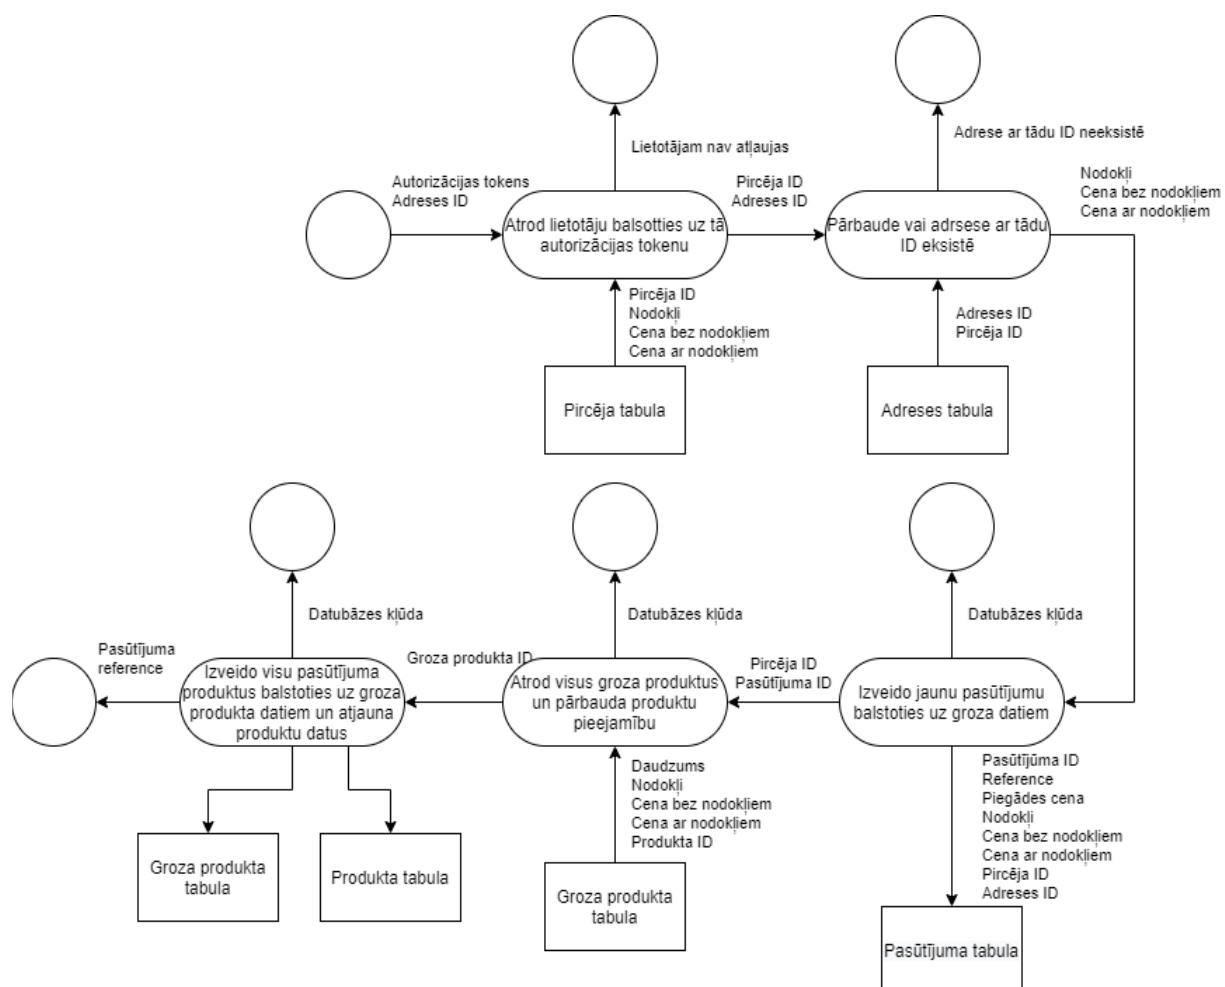 Lietotājam nav atļaujas
Adrese ar tādu ID neeksistē
Autorizācijas tokens
Adreses ID
Pircēja ID
Adreses ID
Nodokļi
Cena bez nodokļiem
Cena ar nodokļiem
Atrod lietotāju balsotties uz tā
autorizācijas tokenu
Pārbaude vai adrsese ar tādu
ID eksistē
Pircēja ID
Nodokļi
Cena bez nodokļiem
Cena ar nodokļiem
Adreses ID
Pircēja ID
Pircēja tabula
Adreses tabula
Datubāzes kļūda
Datubāzes kļūda
Datubāzes kļūda
Pasūtījuma
reference
Izveido visu pasūtījuma
produktus balstoties uz groza
produkta datiem un atjauna
produktu datus
Groza produkta ID
Atrod visus groza produktus
un pārbauda produktu
pieejamību
Pircēja ID
Pasūtījuma ID
Izveido jaunu pasūtījumu
balstoties uz groza datiem
Daudzums
Nodokļi
Cena bez nodokļiem
Cena ar nodokļiem
Produkta ID
Pasūtījūma ID
Reference
Piegādes cena
Nodokļi
Cena bez nodokļiem
Cena ar nodokļiem
Pircēja ID
Adreses ID
Groza produkta
tabula
Produkta tabula
Groza produkta
tabula
Pasūtījuma tabula